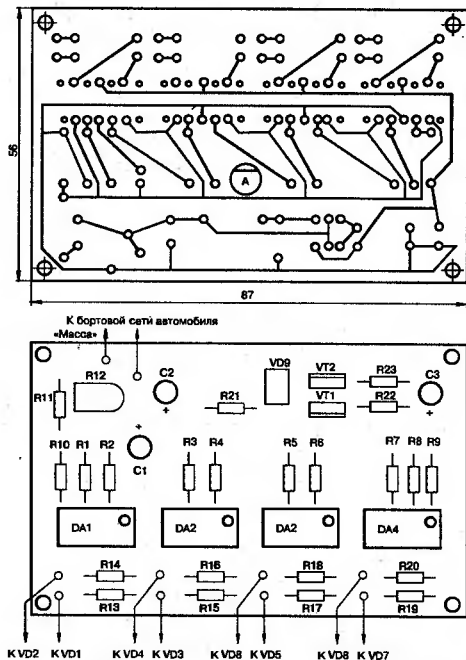 56
A
87
К бортовой сети автомобиля
«Масса»
R12
C2
VD9
VT2
R23
C3
R11
R21
VT1
R22
+
+
+
C1
R10 R1 R2
R3 R4
R5 R6
R7 R8 R9
DA1
DA2
DA2
DA4
R14
R16
R18
R20
R13
R15
R17
R19
К VD2 К VD1 К VD4 К VD3 К VD8 К VD5 К VD8 К VD7